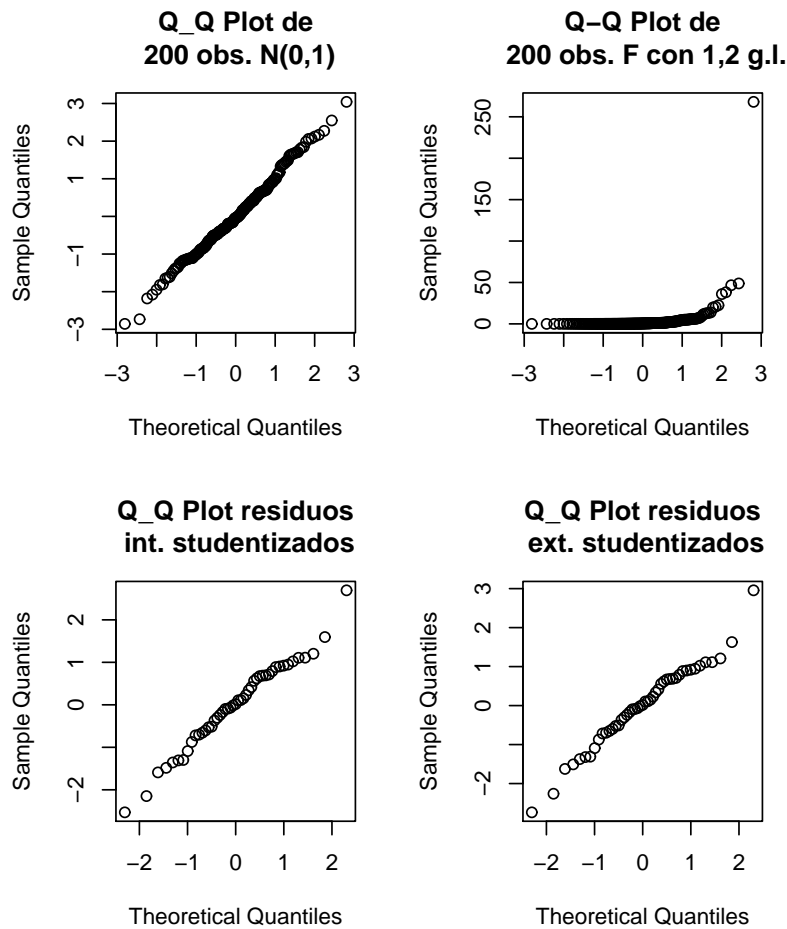 Q_Q Plot de
200 obs. N(0,1)
Sample Quantiles
3
2
1
−1
−3
−3 −1 0 1 2 3
Theoretical Quantiles
Q−Q Plot de
200 obs. F con 1,2 g.l.
Sample Quantiles
250
150
50
0
−3 −1 0 1 2 3
Theoretical Quantiles
Q_Q Plot residuos
int. studentizados
Sample Quantiles
2
1
0
−2
−2 −1 0 1 2
Theoretical Quantiles
Q_Q Plot residuos
ext. studentizados
Sample Quantiles
3
2
1
0
−2
−2 −1 0 1 2
Theoretical Quantiles